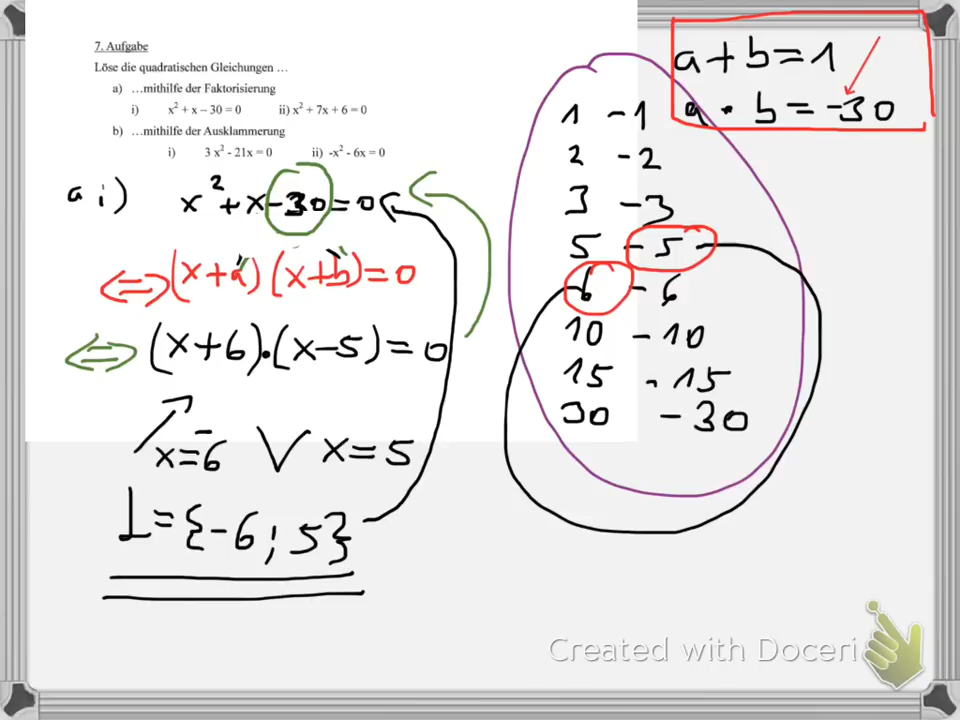 7. Aufgabe
Löse die quadratischen Gleichungen …
a) …mithilfe der Faktorisierung
i) x² + x – 30 = 0 ii) x² + 7x + 6 = 0
b) …mithilfe der Ausklammerung
i) 3 x² - 21x = 0 ii) -x² - 6x = 0
a i) x² + x - 30 = 0
⇔ (x + a) (x + b) = 0
⇔ (x + 6) · (x - 5) = 0
x = -6 ∨ x = 5
L = {-6 ; 5}
a + b = 1
a · b = -30
1 -1
2 -2
3 -3
5 -5
6 -6
10 -10
15 -15
30 -30
Created with Doceri